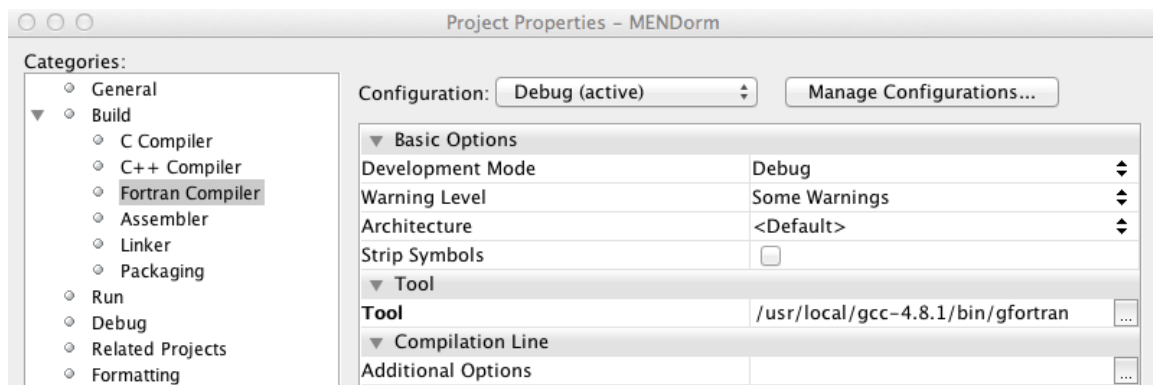 Project Properties – MENDorm
Categories:
General
Build
C Compiler
C++ Compiler
Fortran Compiler
Assembler
Linker
Packaging
Run
Debug
Related Projects
Formatting
Configuration: Debug (active) Manage Configurations...
Basic Options
Development Mode Debug
Warning Level Some Warnings
Architecture <Default>
Strip Symbols
Tool
Tool /usr/local/gcc-4.8.1/bin/gfortran ...
Compilation Line
Additional Options ...